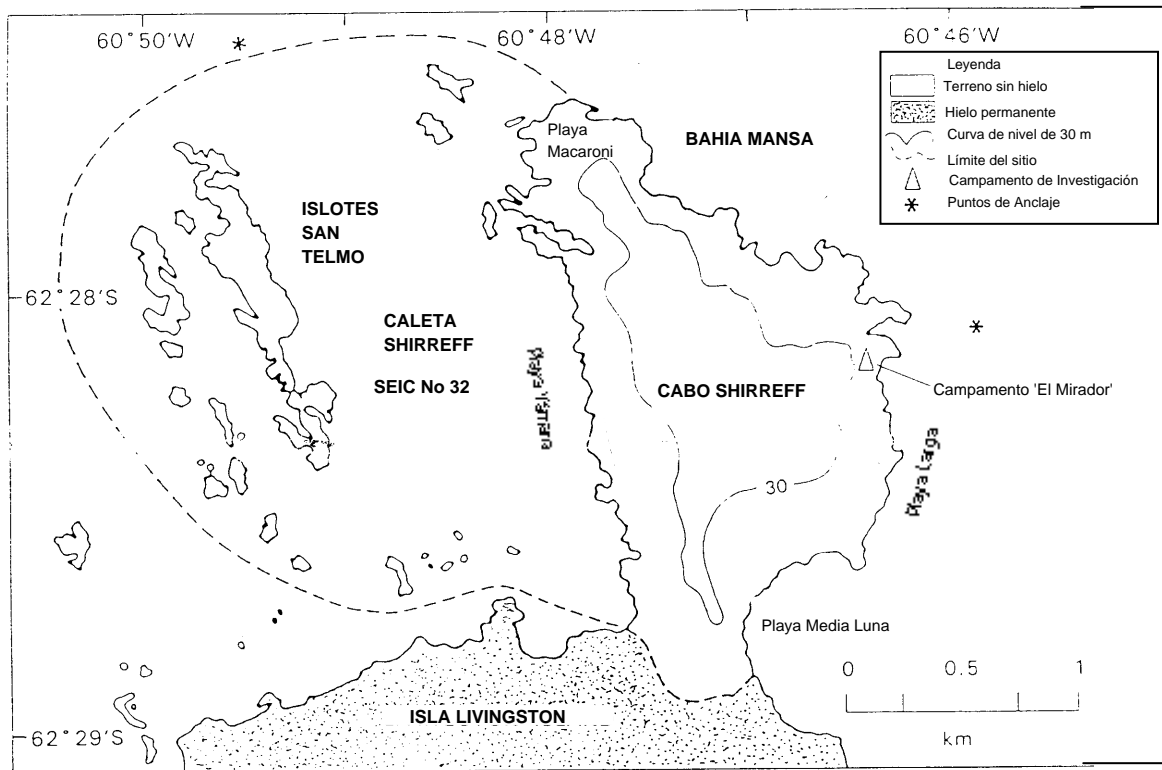 60°50'W
60°48'W
60°46'W
Leyenda
Terreno sin hielo
Hielo permanente
Curva de nivel de 30 m
Límite del sitio
Campamento de Investigación
Puntos de Anclaje
Playa
Macaroni
BAHIA MANSA
ISLOTES
SAN
TELMO
62°28'S
CALETA
SHIRREFF
SEIC No 32
CABO SHIRREFF
Campamento 'El Mirador'
Playa
30
Playa Larga
Playa Media Luna
0
0.5
1
km
ISLA LIVINGSTON
62°29'S